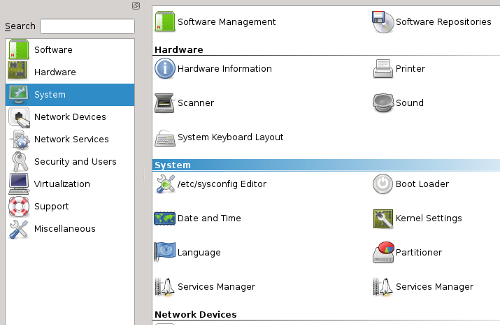 Search
Software
Hardware
System
Network Devices
Network Services
Security and Users
Virtualization
Support
Miscellaneous
Software Management Software Repositories
Hardware
Hardware Information Printer
Scanner Sound
System Keyboard Layout
System
/etc/sysconfig Editor Boot Loader
Date and Time Kernel Settings
Language Partitioner
Services Manager Services Manager
Network Devices